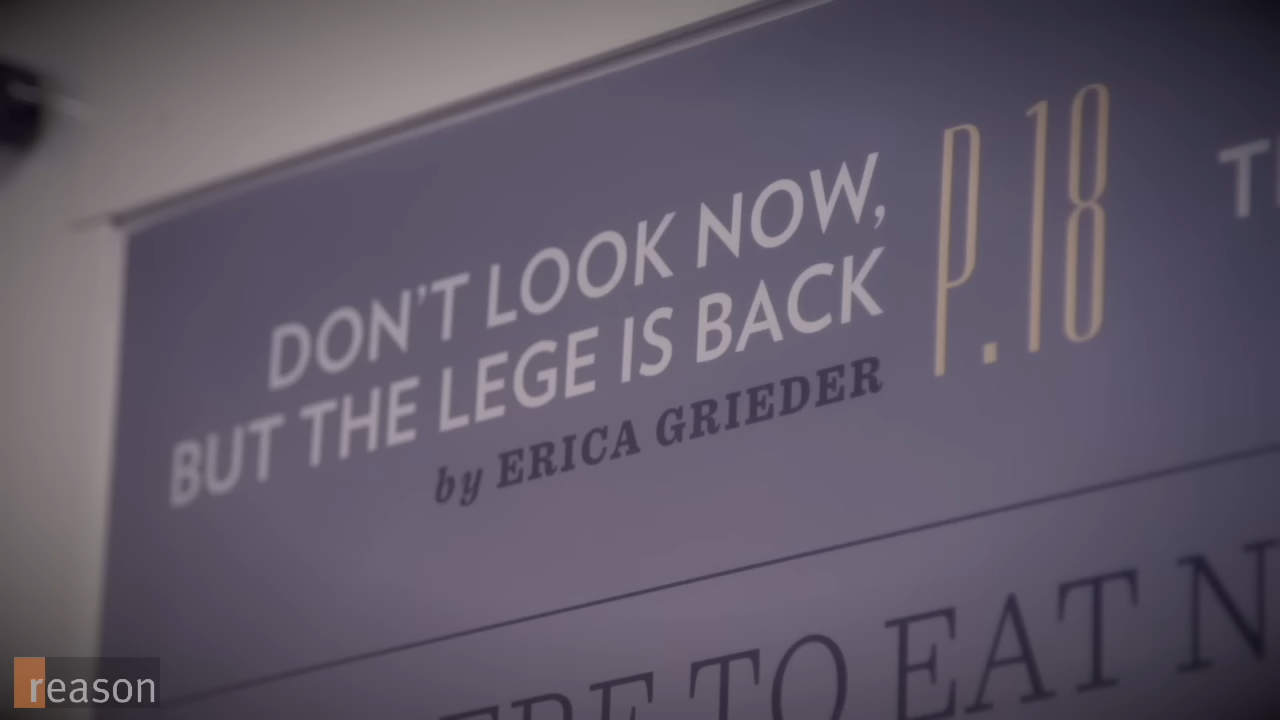 DON'T LOOK NOW,
BUT THE LEGE IS BACK
by ERICA GRIEDER
P.18
TO EAT
reason